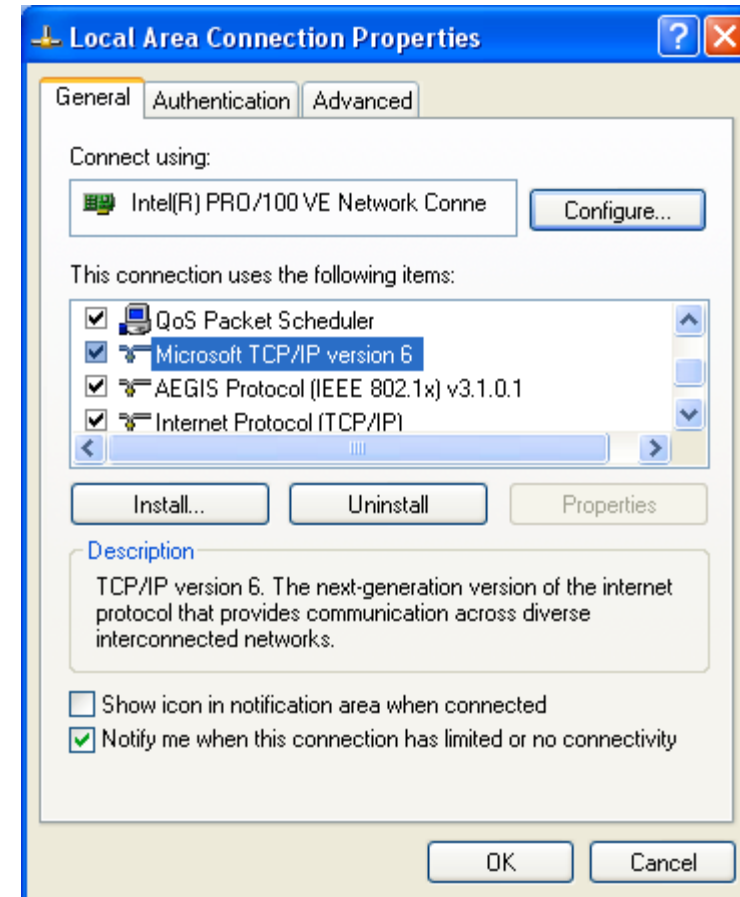 Local Area Connection Properties
General Authentication Advanced
Connect using:
Intel(R) PRO/100 VE Network Conne
Configure...
This connection uses the following items:
QoS Packet Scheduler
Microsoft TCP/IP version 6
AEGIS Protocol (IEEE 802.1x) v3.1.0.1
Internet Protocol (TCP/IP)
Install... Uninstall Properties
Description
TCP/IP version 6. The next-generation version of the internet
protocol that provides communication across diverse
interconnected networks.
Show icon in notification area when connected
Notify me when this connection has limited or no connectivity
OK Cancel